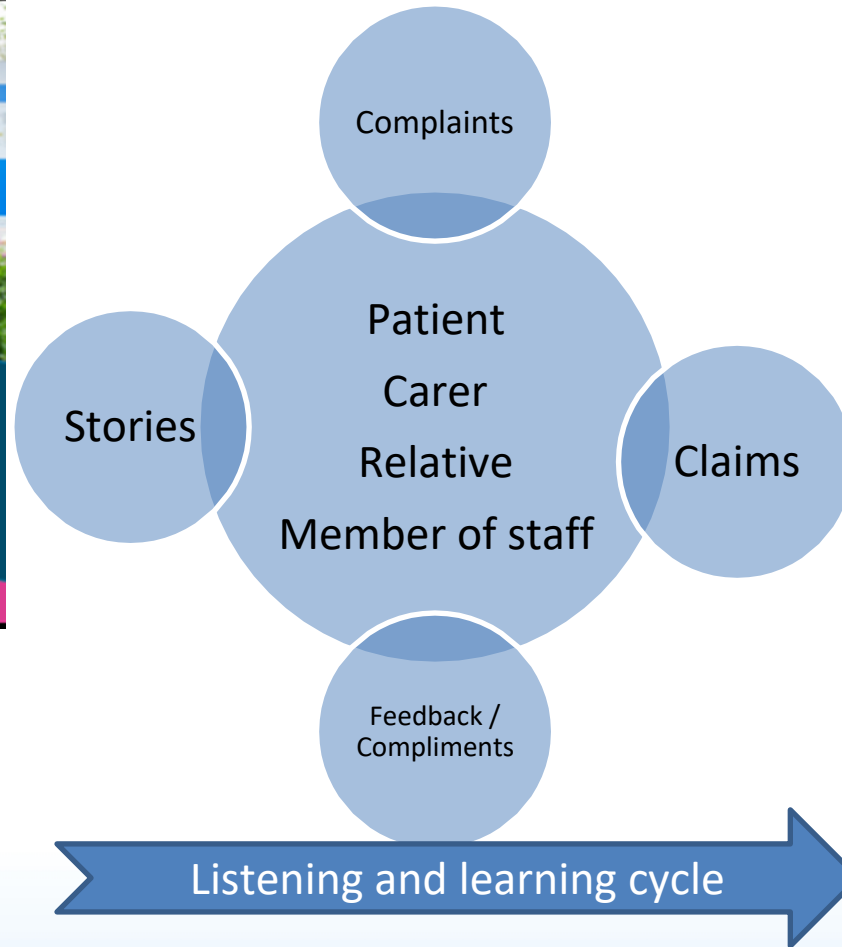 Complaints
Patient
Carer
Relative
Member of staff
Stories
Claims
Feedback /
Compliments
Listening and learning cycle